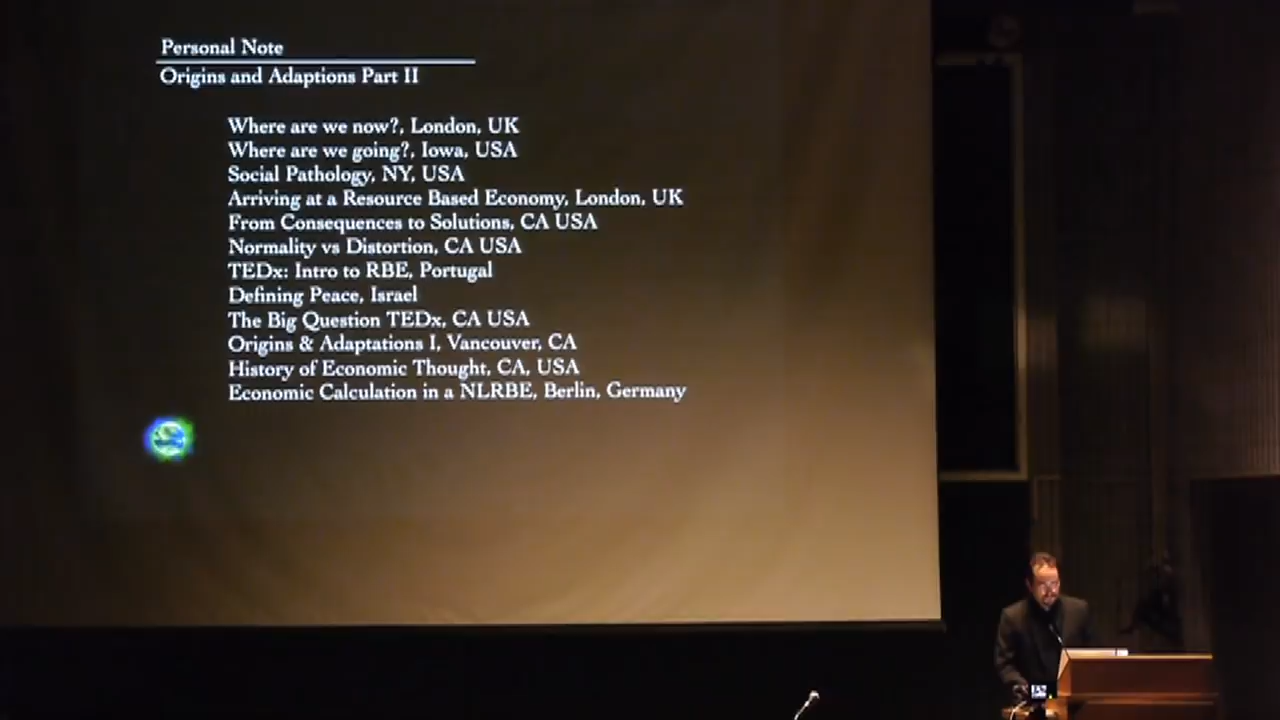 Personal Note
Origins and Adaptions Part II
Where are we now?, London, UK
Where are we going?, Iowa, USA
Social Pathology, NY, USA
Arriving at a Resource Based Economy, London, UK
From Consequences to Solutions, CA USA
Normality vs Distortion, CA USA
TEDx: Intro to RBE, Portugal
Defining Peace, Israel
The Big Question TEDx, CA USA
Origins & Adaptations I, Vancouver, CA
History of Economic Thought, CA, USA
Economic Calculation in a NLRBE, Berlin, Germany